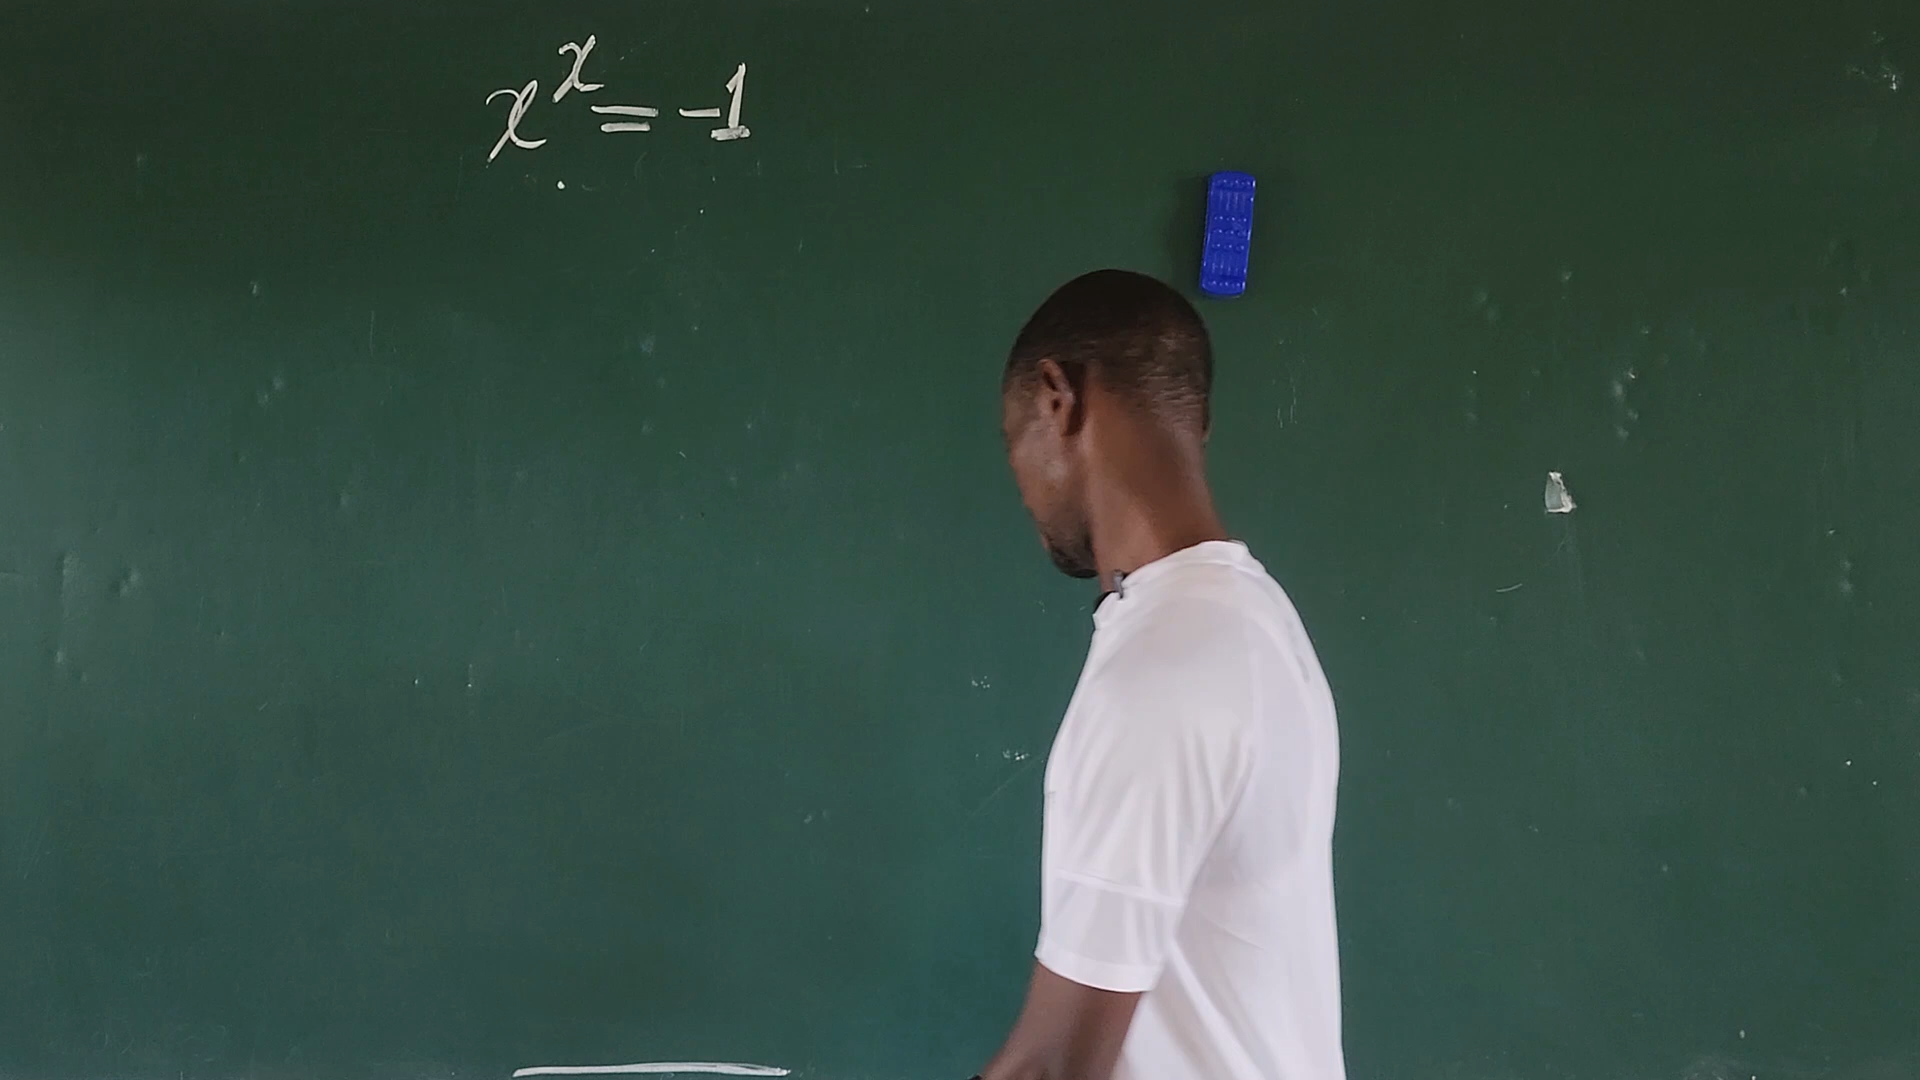 x^x = -1